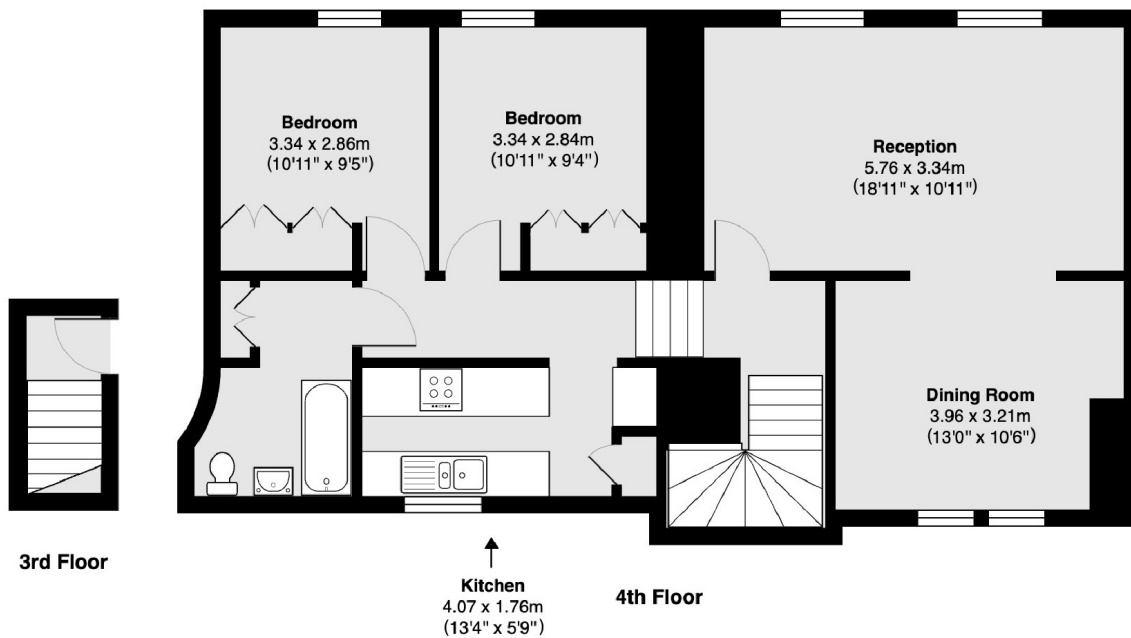 Bedroom
3.34 x 2.86m
(10'11" x 9'5")
Bedroom
3.34 x 2.84m
(10'11" x 9'4")
Reception
5.76 x 3.34m
(18'11" x 10'11")
Dining Room
3.96 x 3.21m
(13'0" x 10'6")
3rd Floor
Kitchen
4.07 x 1.76m
(13'4" x 5'9")
4th Floor